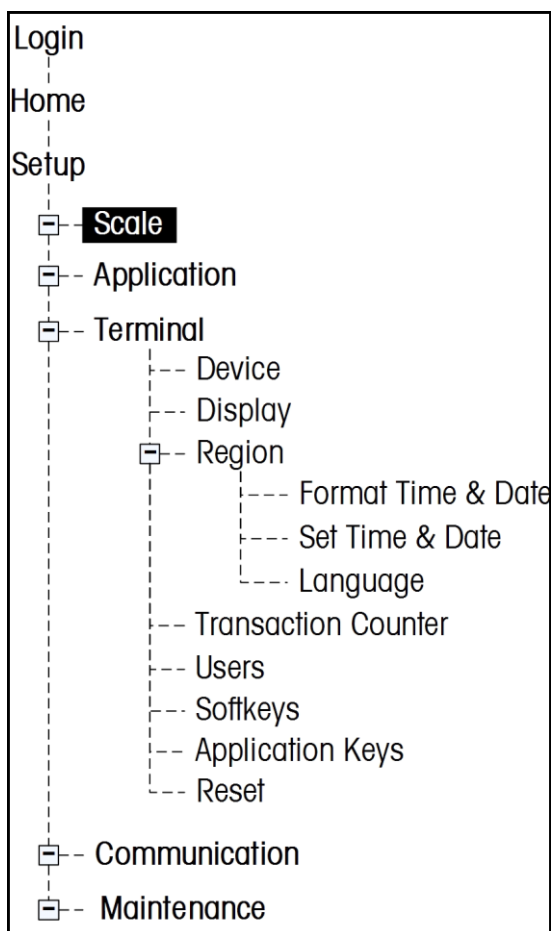 Login
Home
Setup
Scale
Application
Terminal
Device
Display
Region
Format Time & Date
Set Time & Date
Language
Transaction Counter
Users
Softkeys
Application Keys
Reset
Communication
Maintenance